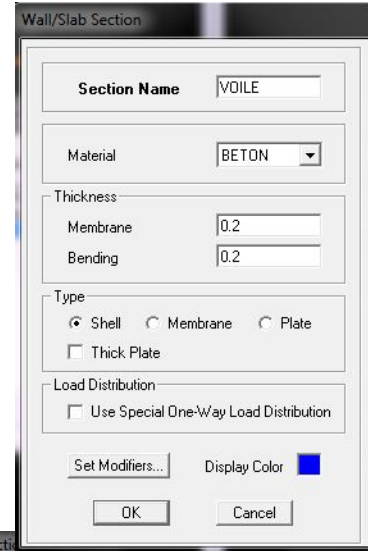 Wall/Slab Section
Section Name VOILE
Material BETON
Thickness
Membrane 0.2
Bending 0.2
Type
Shell Membrane Plate
Thick Plate
Load Distribution
Use Special One-Way Load Distribution
Set Modifiers... Display Color
OK Cancel